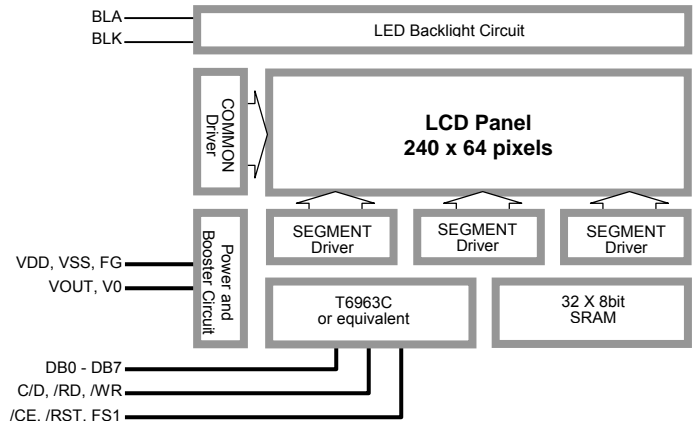 BLA
BLK
LED Backlight Circuit
COMMON
Driver
LCD Panel
240 x 64 pixels
SEGMENT
Driver
SEGMENT
Driver
SEGMENT
Driver
Power and
Booster Circuit
VDD, VSS, FG
VOUT, V0
T6963C
or equivalent
32 X 8bit
SRAM
DB0 - DB7
C/D, /RD, /WR
/CE, /RST, FS1